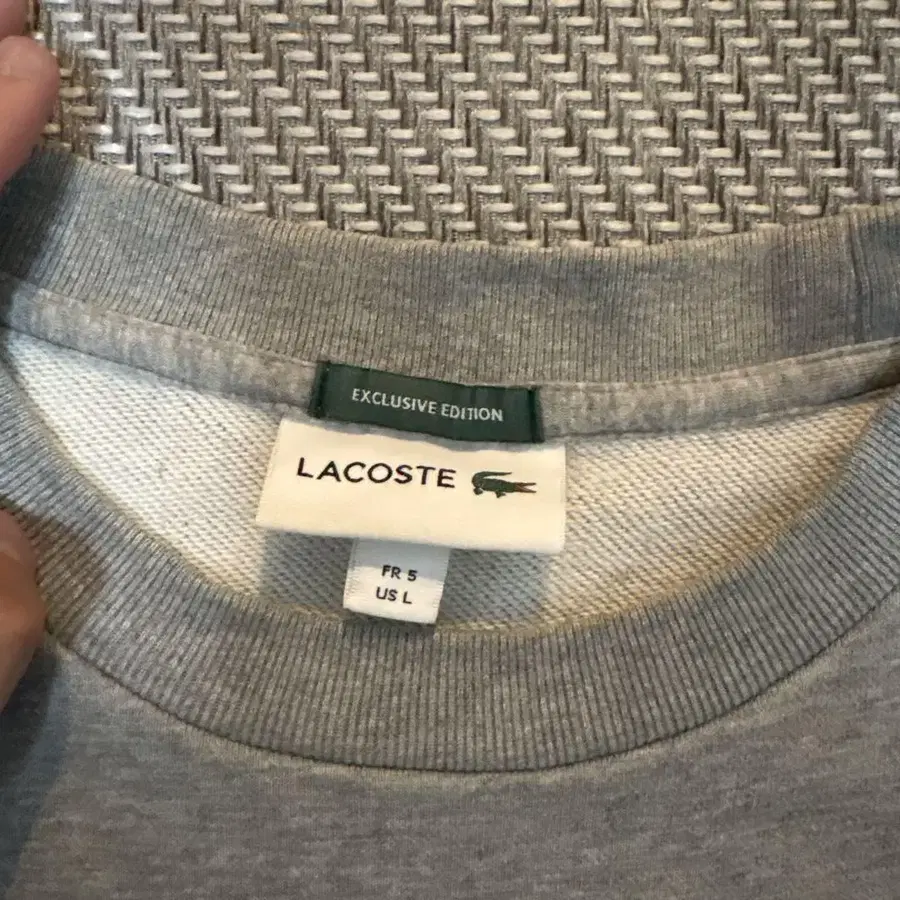 EXCLUSIVE EDITION
LACOSTE
FR 5
US L